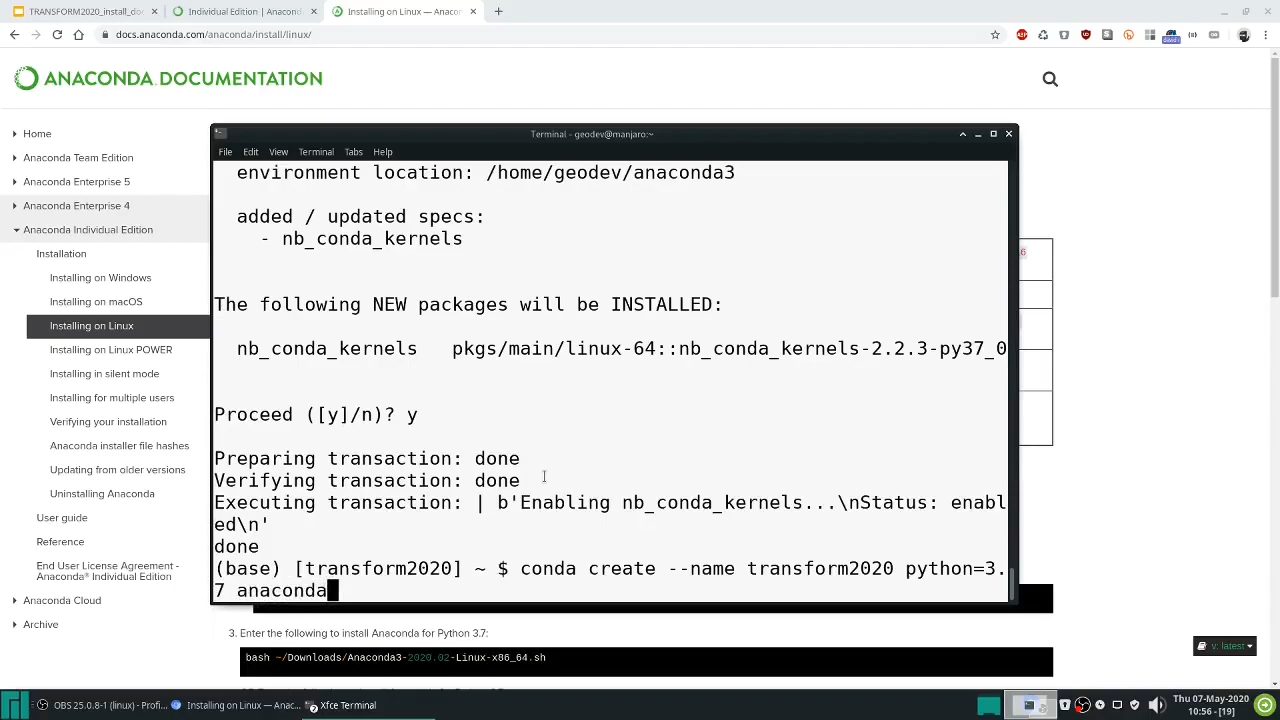 TRANSFORM2020_install_do
Individual Edition | Anacond
Installing on Linux — Anacon
docs.anaconda.com/anaconda/install/linux/
ANACONDA.DOCUMENTATION
Home
Anaconda Team Edition
Anaconda Enterprise 5
Anaconda Enterprise 4
Anaconda Individual Edition
Installation
Installing on Windows
Installing on macOS
Installing on Linux
Installing on Linux POWER
Installing in silent mode
Installing for multiple users
Verifying your installation
Anaconda installer file hashes
Updating from older versions
Uninstalling Anaconda
User guide
Reference
End User License Agreement -
Anaconda® Individual Edition
Anaconda Cloud
Archive
Terminal - geodev@manjaro:~
File Edit View Terminal Tabs Help
environment location: /home/geodev/anaconda3
added / updated specs:
- nb_conda_kernels
The following NEW packages will be INSTALLED:
nb_conda_kernels pkgs/main/linux-64::nb_conda_kernels-2.2.3-py37_0
Proceed ([y]/n)? y
Preparing transaction: done
Verifying transaction: done
Executing transaction: | b'Enabling nb_conda_kernels...\nStatus: enabl
ed\n'
done
(base) [transform2020] ~ $ conda create --name transform2020 python=3.
7 anaconda
6
3. Enter the following to install Anaconda for Python 3.7:
bash ~/Downloads/Anaconda3-2020.02-Linux-x86_64.sh
v: latest
OBS 25.0.8-1 (linux) - Profi...
Installing on Linux — Anac...
Xfce Terminal
Thu 07-May-2020
10:56 - [19]